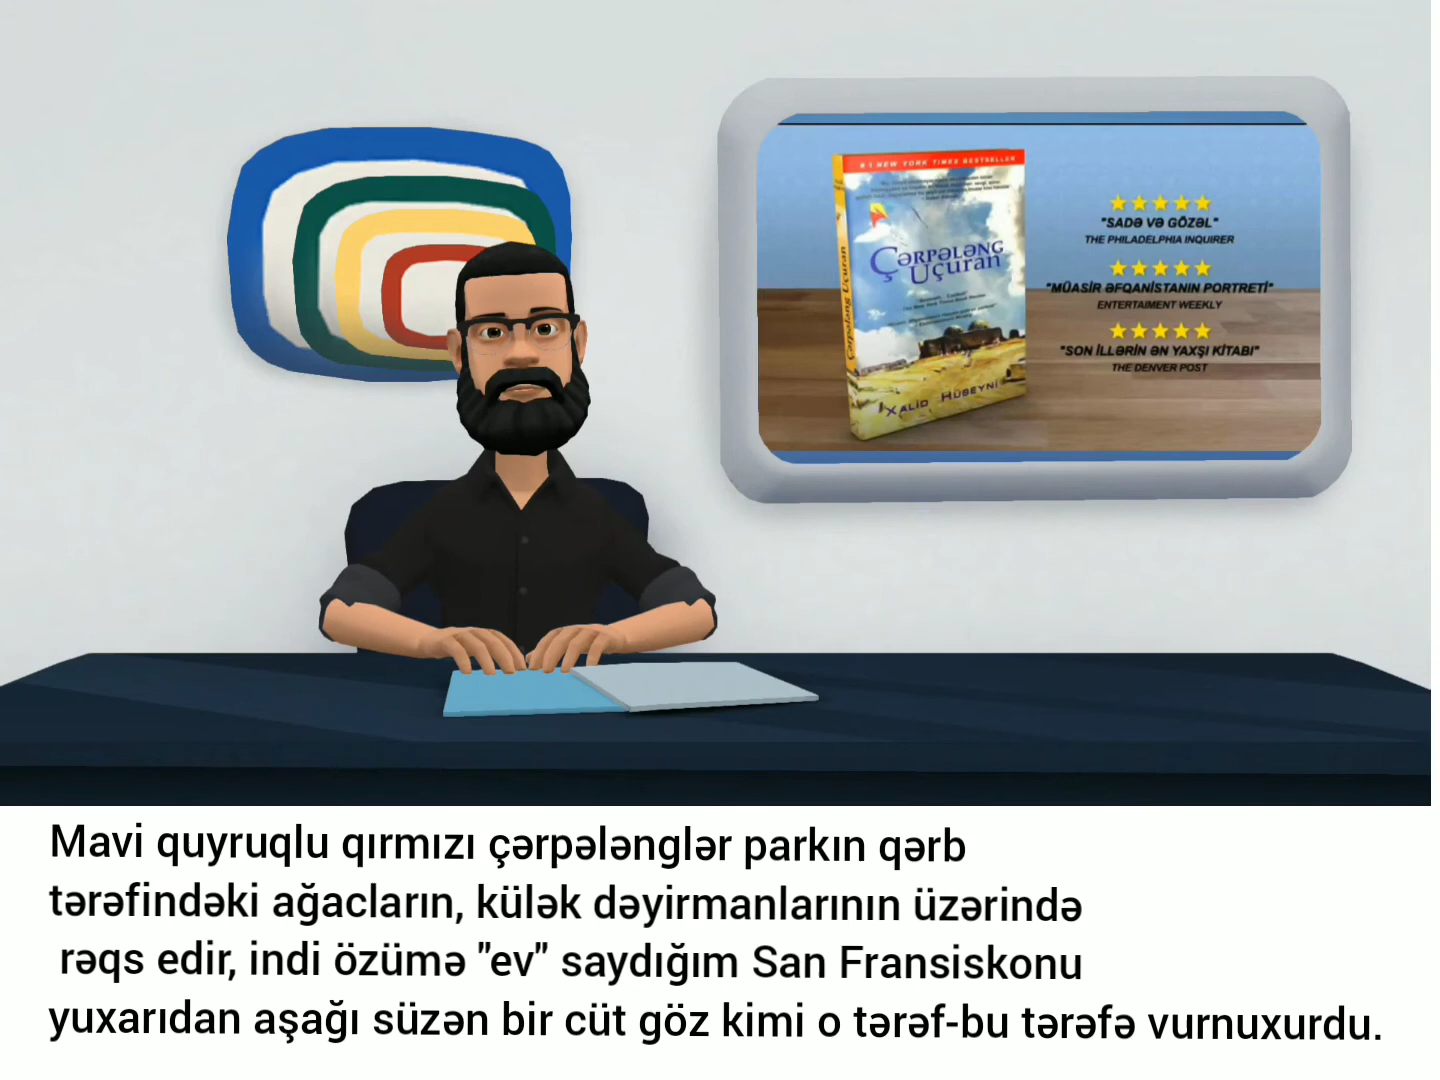 #1 NEW YORK TIMES BESTSELLER
Çərpələng
Uçuran
Çərpələng Uçuran
XALİD HÜSEYNİ
"SADƏ VƏ GÖZƏL"
THE PHILADELPHIA INQUIRER
"MÜASİR ƏFQANİSTANIN PORTRETİ"
ENTERTAIMENT WEEKLY
"SON İLLƏRİN ƏN YAXŞI KİTABI"
THE DENVER POST
Mavi quyruqlu qırmızı çərpələnglər parkın qərb
tərəfindəki ağacların, külək dəyirmanlarının üzərində
rəqs edir, indi özümə "ev" saydığım San Fransiskonu
yuxarıdan aşağı süzən bir cüt göz kimi o tərəf-bu tərəfə vurnuxurdu.